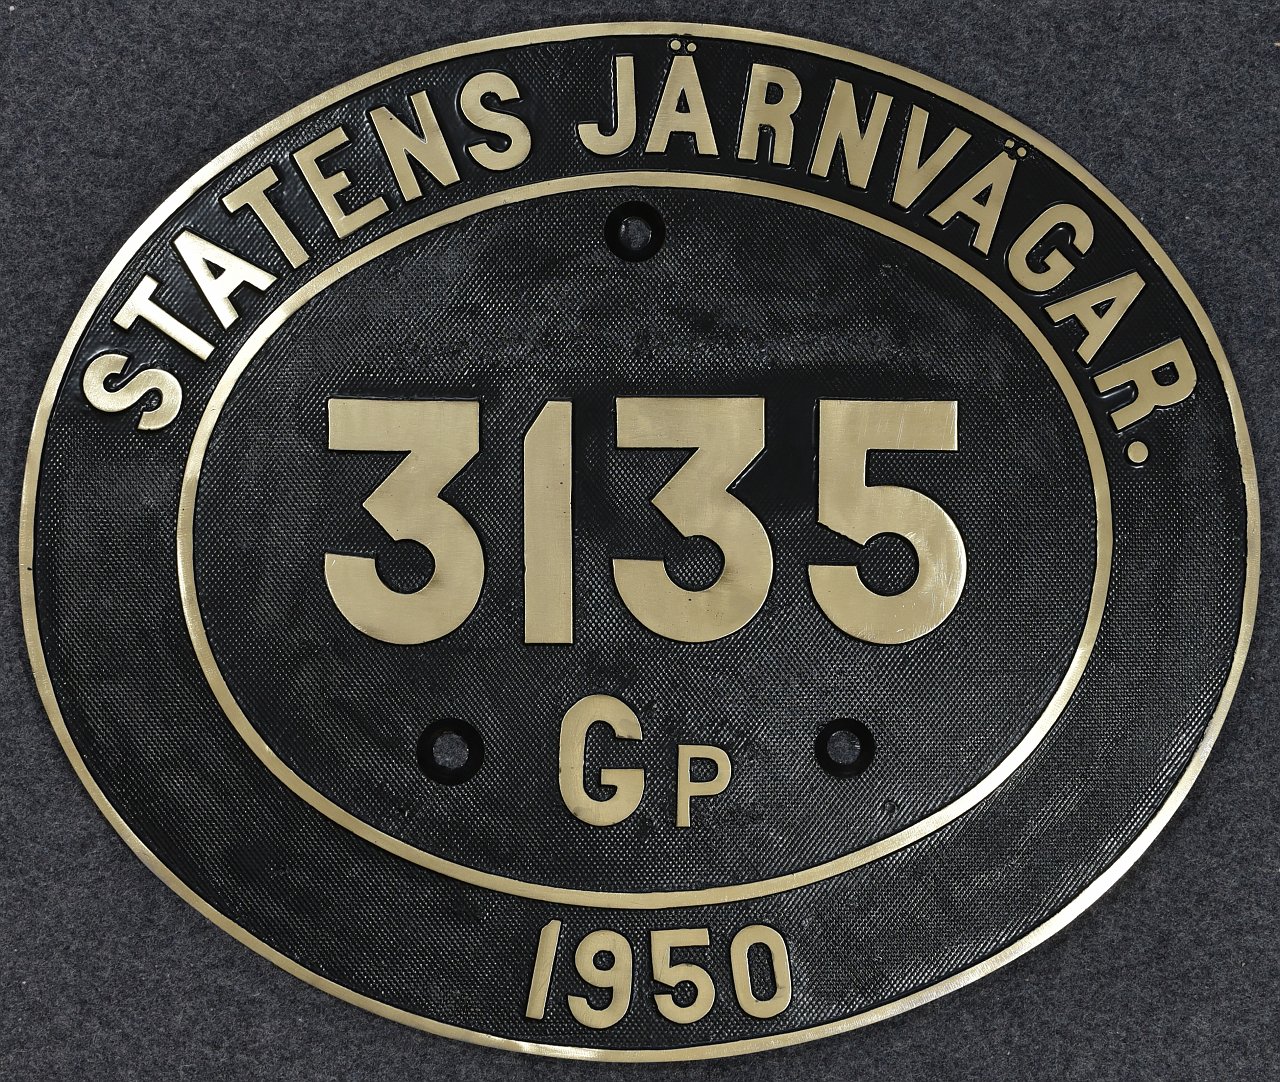 STATENS JÄRNVÄGAR.
3135
GP
1950